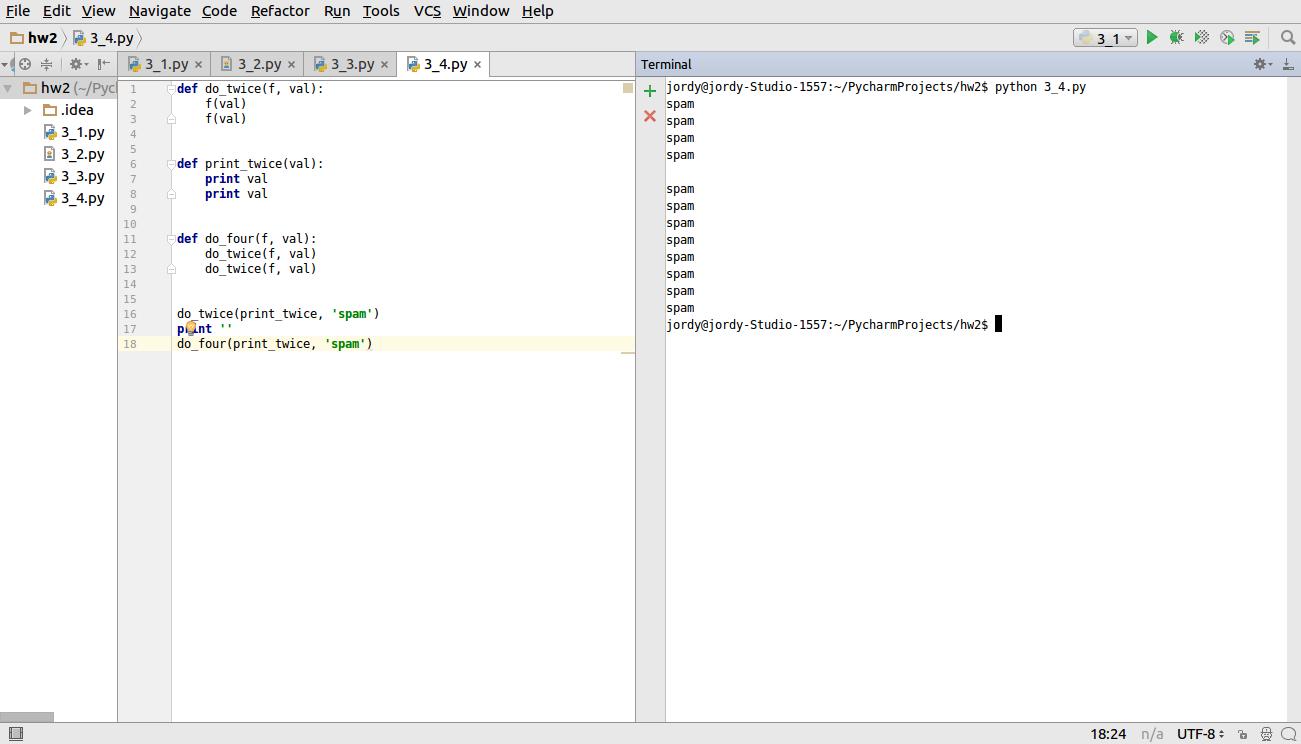 File Edit View Navigate Code Refactor Run Tools VCS Window Help
hw2 3_4.py
3_1
3_1.py 3_2.py 3_3.py 3_4.py
hw2 (~/Pycl
.idea
3_1.py
3_2.py
3_3.py
3_4.py
1 def do_twice(f, val):
2 f(val)
3 f(val)
4
5
6 def print_twice(val):
7 print val
8 print val
9
10
11 def do_four(f, val):
12 do_twice(f, val)
13 do_twice(f, val)
14
15
16 do_twice(print_twice, 'spam')
17 print ''
18 do_four(print_twice, 'spam')
Terminal
jordy@jordy-Studio-1557:~/PycharmProjects/hw2$ python 3_4.py
spam
spam
spam
spam
spam
spam
spam
spam
spam
spam
spam
spam
jordy@jordy-Studio-1557:~/PycharmProjects/hw2$
18:24 n/a UTF-8